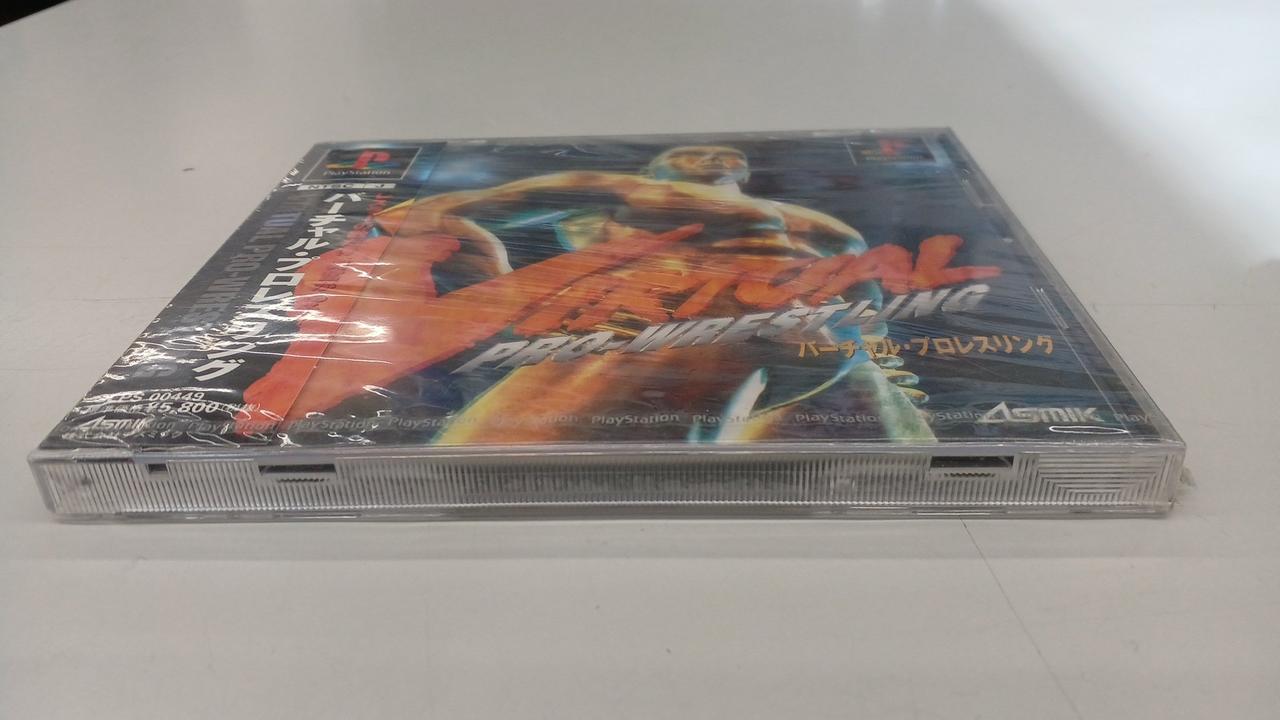 PlayStation
NTSC J
バーチャル・プロレスリング
SLPS 00449
¥5,800
Asmik
VIRTUAL
PRO-WRESTLING
バーチャル・プロレスリング
PlayStation PlayStation PlayStation PlayStation PlayStation
Asmik